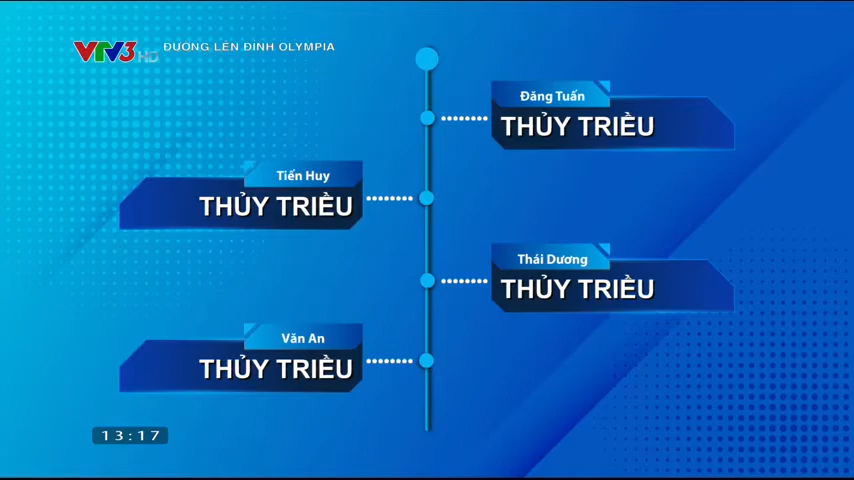 VTV3 HD
ĐƯỜNG LÊN ĐỈNH OLYMPIA
Đăng Tuấn
THỦY TRIỀU
Tiến Huy
THỦY TRIỀU
Thái Dương
THỦY TRIỀU
Văn An
THỦY TRIỀU
13:17